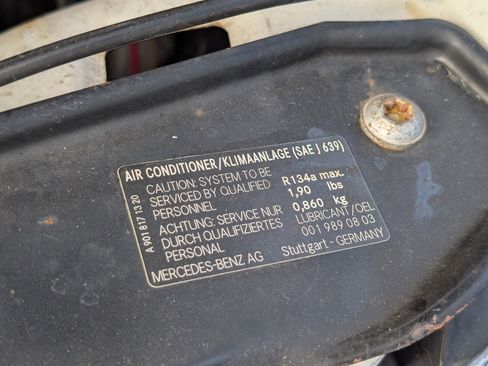 AIR CONDITIONER/KLIMAANLAGE (SAE J 639)
CAUTION: SYSTEM TO BE
SERVICED BY QUALIFIED
PERSONNEL
ACHTUNG: SERVICE NUR
DURCH QUALIFIZIERTES
PERSONAL
R134a max.
1,90 lbs
0,860 kg
LUBRICANT/OEL
001 989 08 03
MERCEDES-BENZ AG Stuttgart - GERMANY
A 901 817 13 20